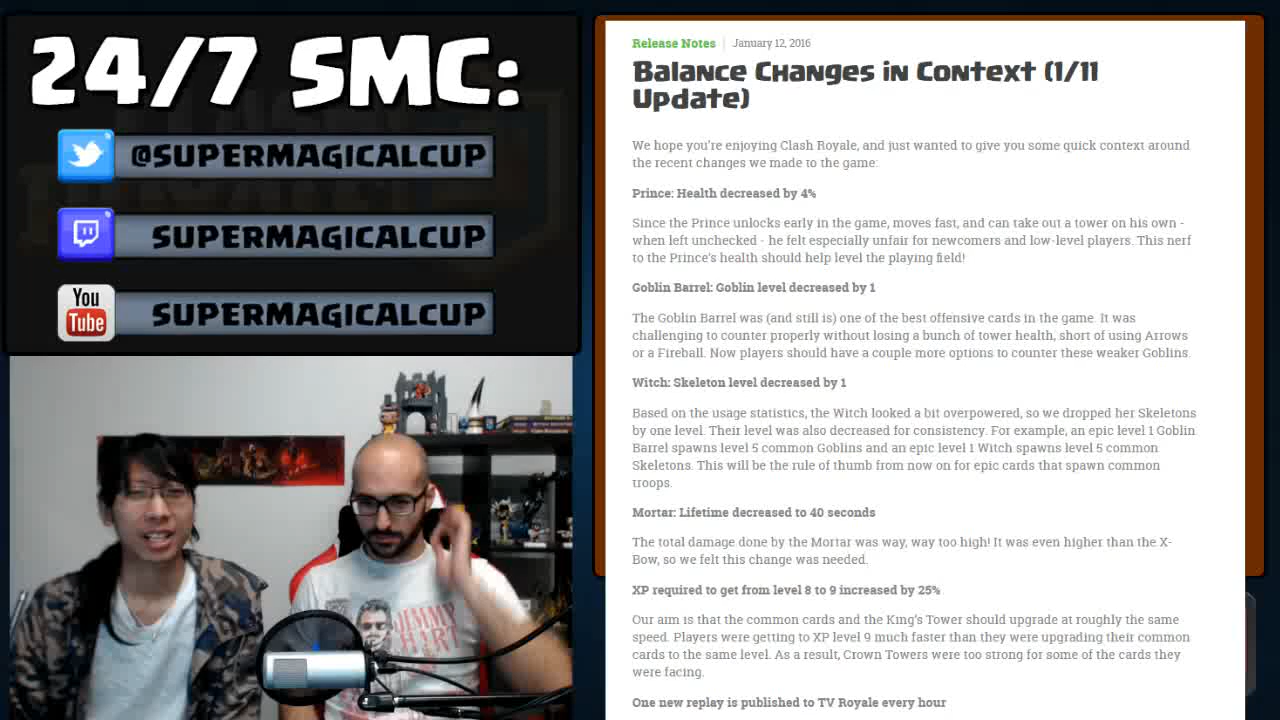 24/7 SMC:
@SUPERMAGICALCUP
SUPERMAGICALCUP
You
Tube
SUPERMAGICALCUP
Release Notes | January 12, 2016
Balance Changes in Context (1/11
Update)
We hope you're enjoying Clash Royale, and just wanted to give you some quick context around
the recent changes we made to the game:
Prince: Health decreased by 4%
Since the Prince unlocks early in the game, moves fast, and can take out a tower on his own -
when left unchecked - he felt especially unfair for newcomers and low-level players. This nerf
to the Prince's health should help level the playing field!
Goblin Barrel: Goblin level decreased by 1
The Goblin Barrel was (and still is) one of the best offensive cards in the game. It was
challenging to counter properly without losing a bunch of tower health, short of using Arrows
or a Fireball. Now players should have a couple more options to counter these weaker Goblins.
Witch: Skeleton level decreased by 1
Based on the usage statistics, the Witch looked a bit overpowered, so we dropped her Skeletons
by one level. Their level was also decreased for consistency. For example, an epic level 1 Goblin
Barrel spawns level 5 common Goblins and an epic level 1 Witch spawns level 5 common
Skeletons. This will be the rule of thumb from now on for epic cards that spawn common
troops.
Mortar: Lifetime decreased to 40 seconds
The total damage done by the Mortar was way, way too high! It was even higher than the X-
Bow, so we felt this change was needed.
XP required to get from level 8 to 9 increased by 25%
Our aim is that the common cards and the King's Tower should upgrade at roughly the same
speed. Players were getting to XP level 9 much faster than they were upgrading their common
cards to the same level. As a result, Crown Towers were too strong for some of the cards they
were facing.
One new replay is published to TV Royale every hour
HART